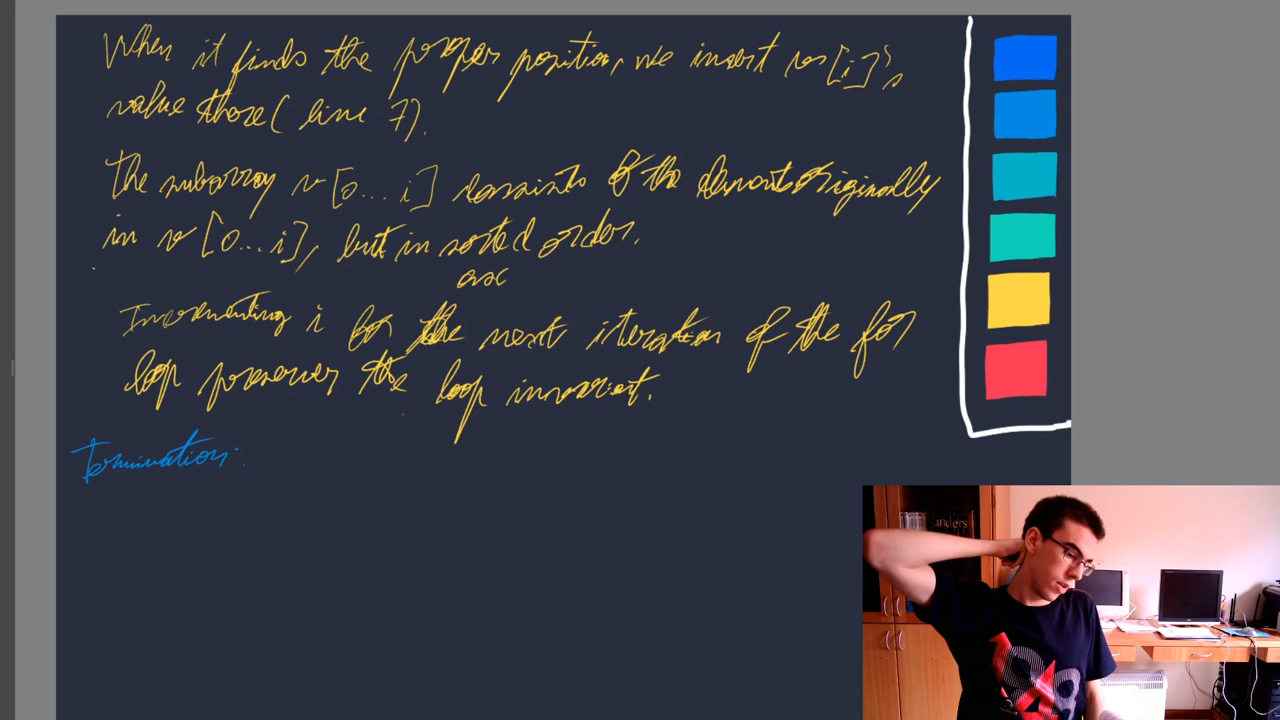 When it finds the proper position, we insert v[i]'s
value there (line 7).
The subarray v[0...i] consists of the elements originally
in v[0...i], but in sorted order.
asc
Incrementing i for the next iteration of the for
loop preserves the loop invariant.
Termination:
anders